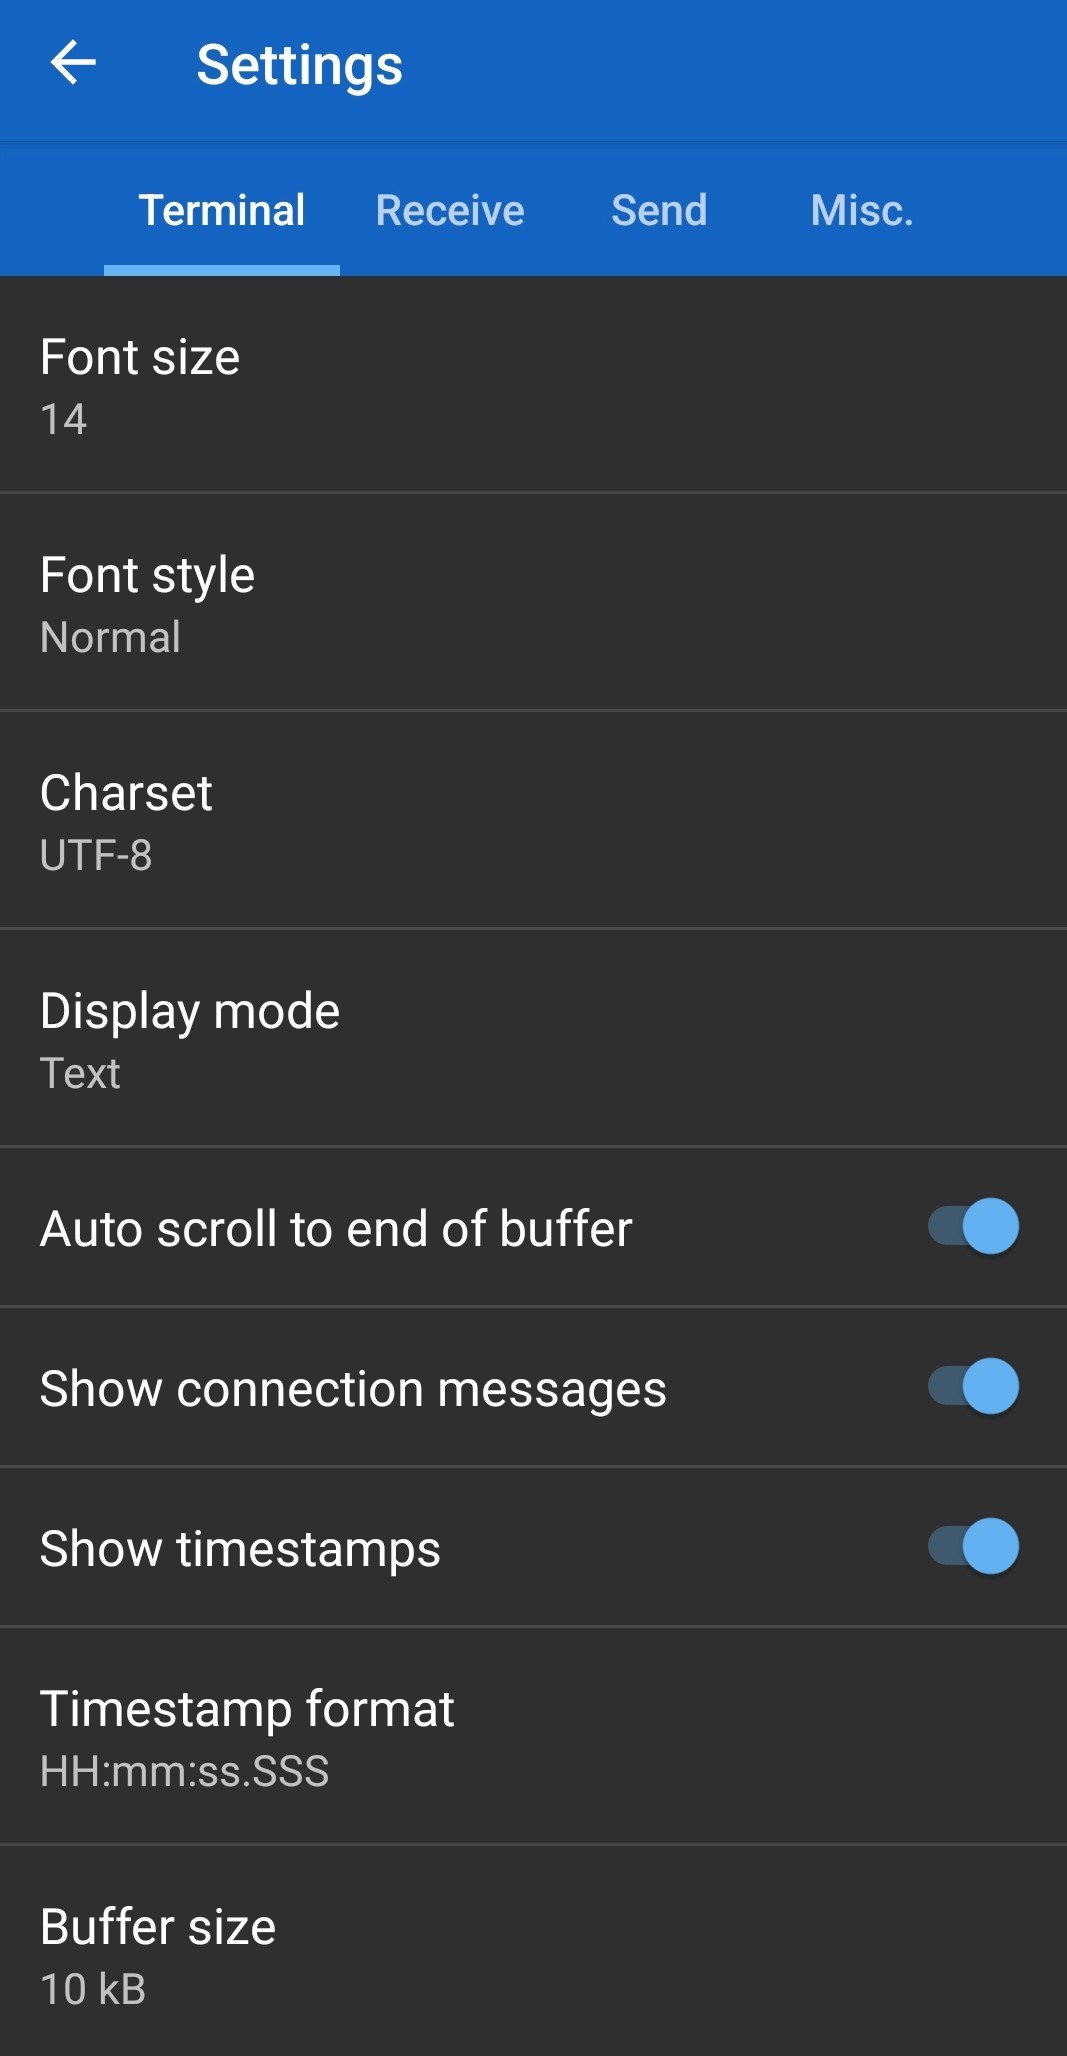 Settings
Terminal Receive Send Misc.
Font size
14
Font style
Normal
Charset
UTF-8
Display mode
Text
Auto scroll to end of buffer
Show connection messages
Show timestamps
Timestamp format
HH:mm:ss.SSS
Buffer size
10 kB